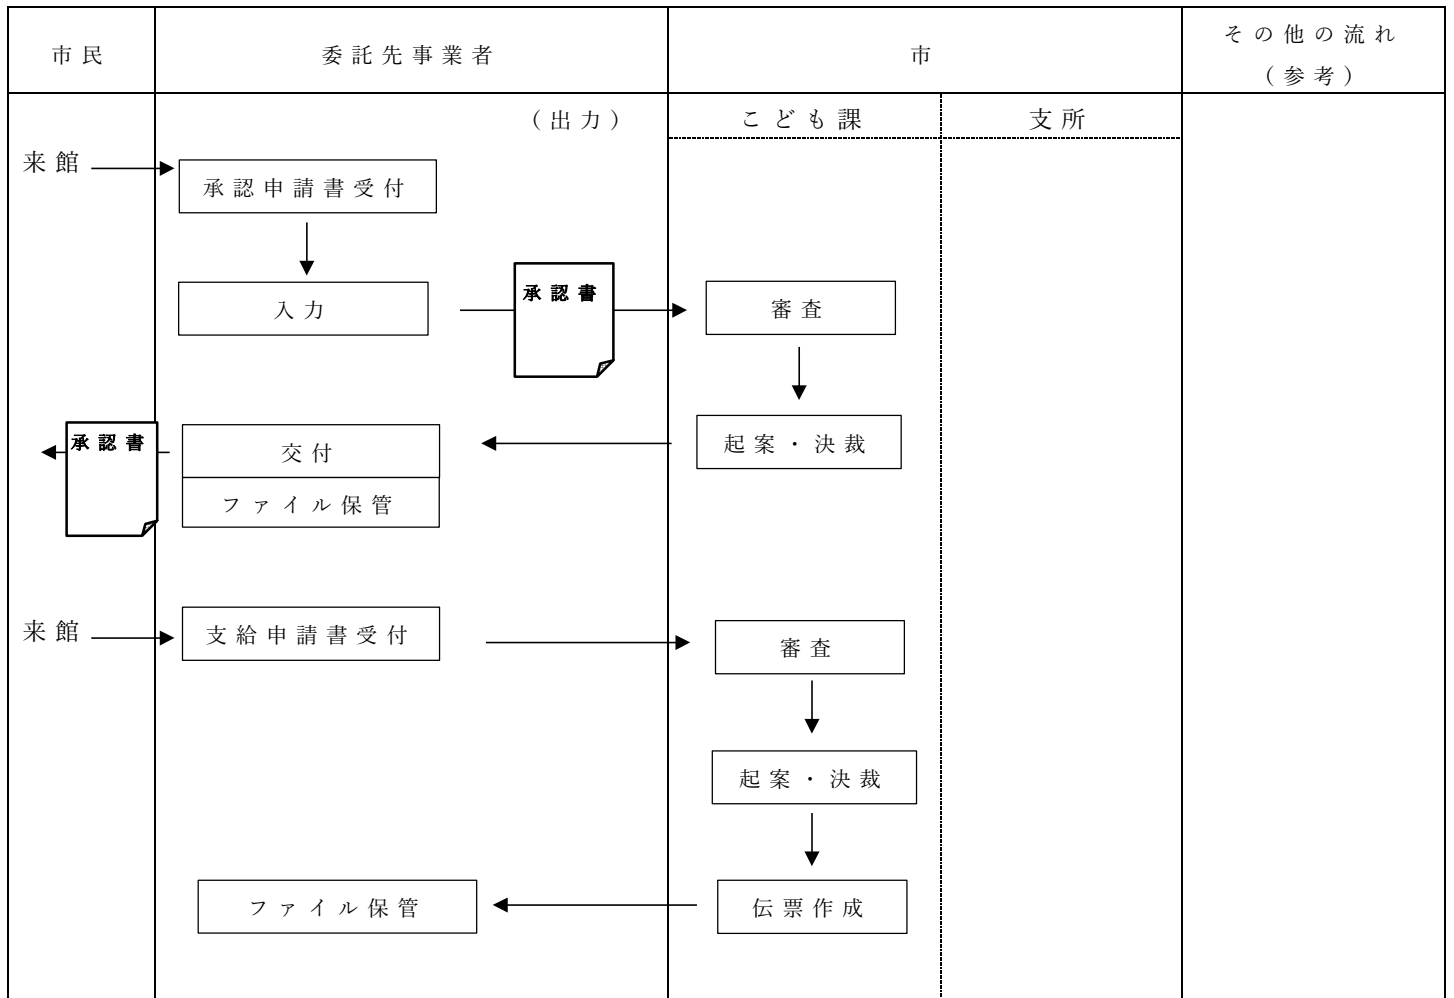 市民
委託先事業者
市
その他の流れ
(参考)
(出力)
こども課
支所
来館
承認申請書受付
入力
承認書
審査
起案・決裁
承認書
交付
ファイル保管
来館
支給申請書受付
審査
起案・決裁
ファイル保管
伝票作成